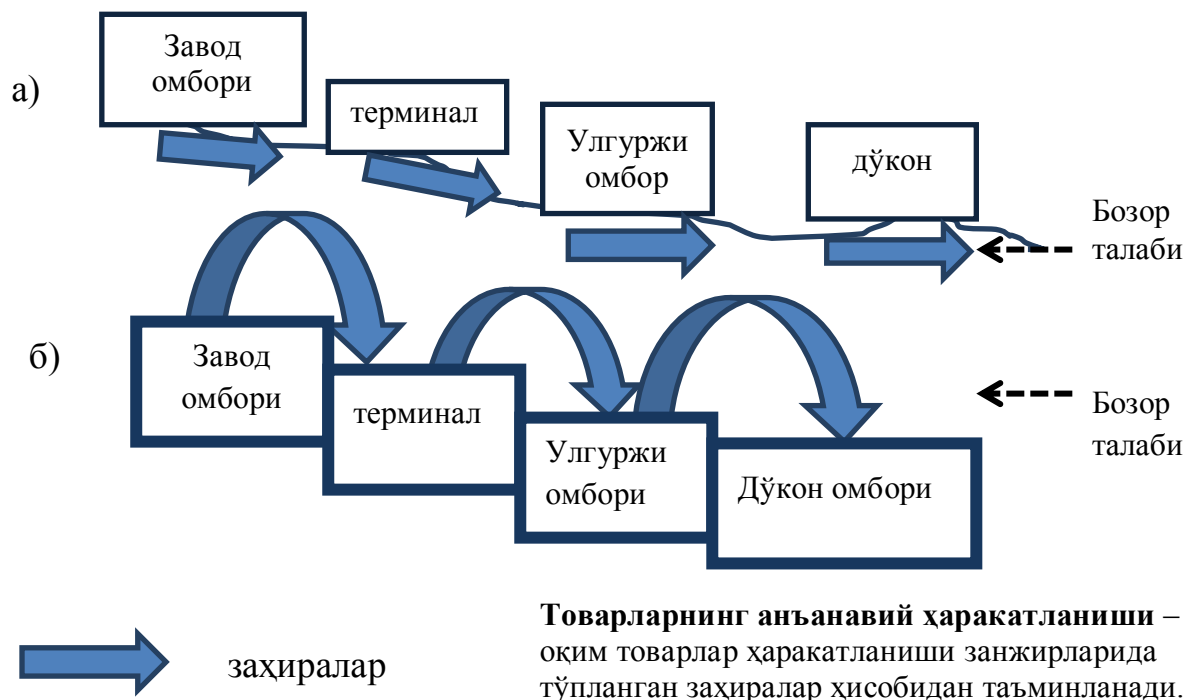 а)
Завод
омбори
терминал
Улгуржи
омбор
дўкон
Бозор
талаби
б)
Завод
омбори
терминал
Улгуржи
омбори
Дўкон омбори
Бозор
талаби
заҳиралар
Товарларнинг анъанавий ҳаракатланиши –
оқим товарлар ҳаракатланиши занжирларида
тўпланган заҳиралар ҳисобидан таъминланади.